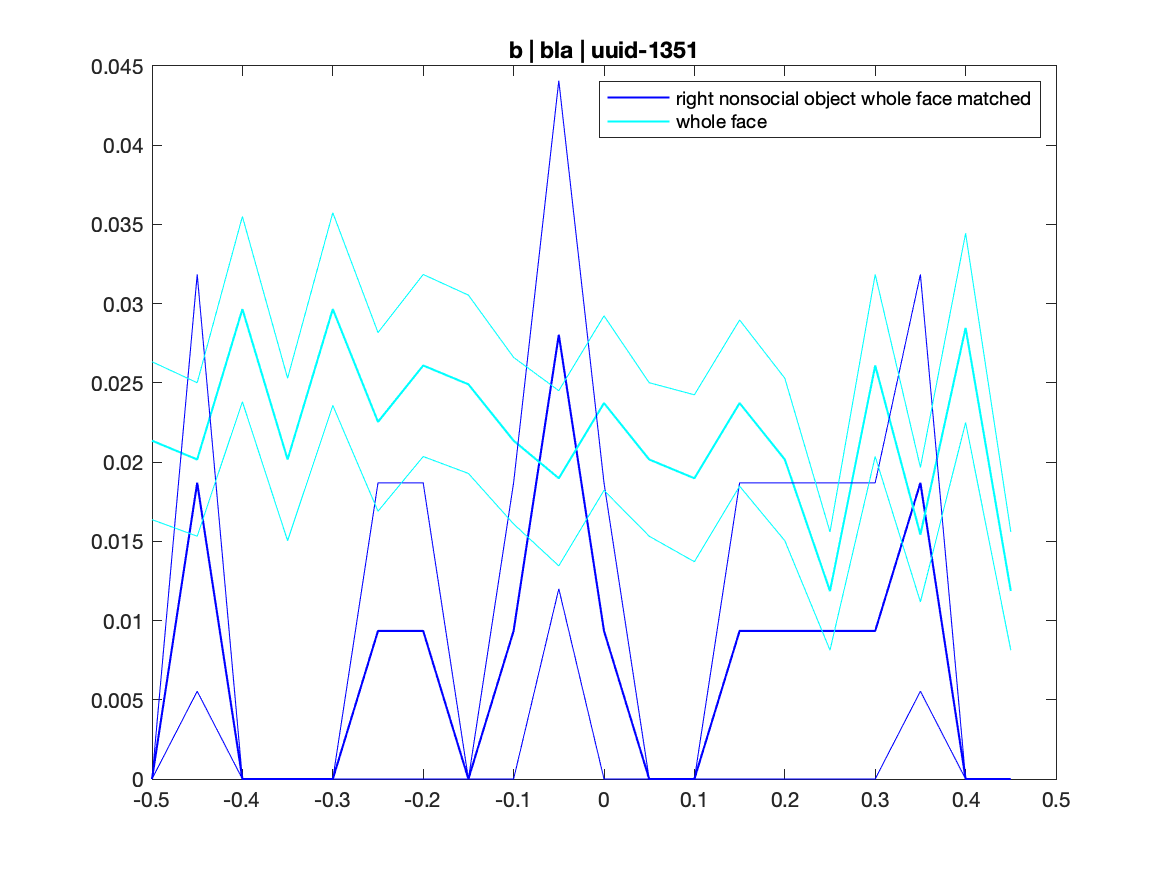 b | bla | uuid-1351
0.045
0.04
0.035
0.03
0.025
0.02
0.015
0.01
0.005
0
right nonsocial object whole face matched
whole face
-0.5 -0.4 -0.3 -0.2 -0.1 0 0.1 0.2 0.3 0.4 0.5